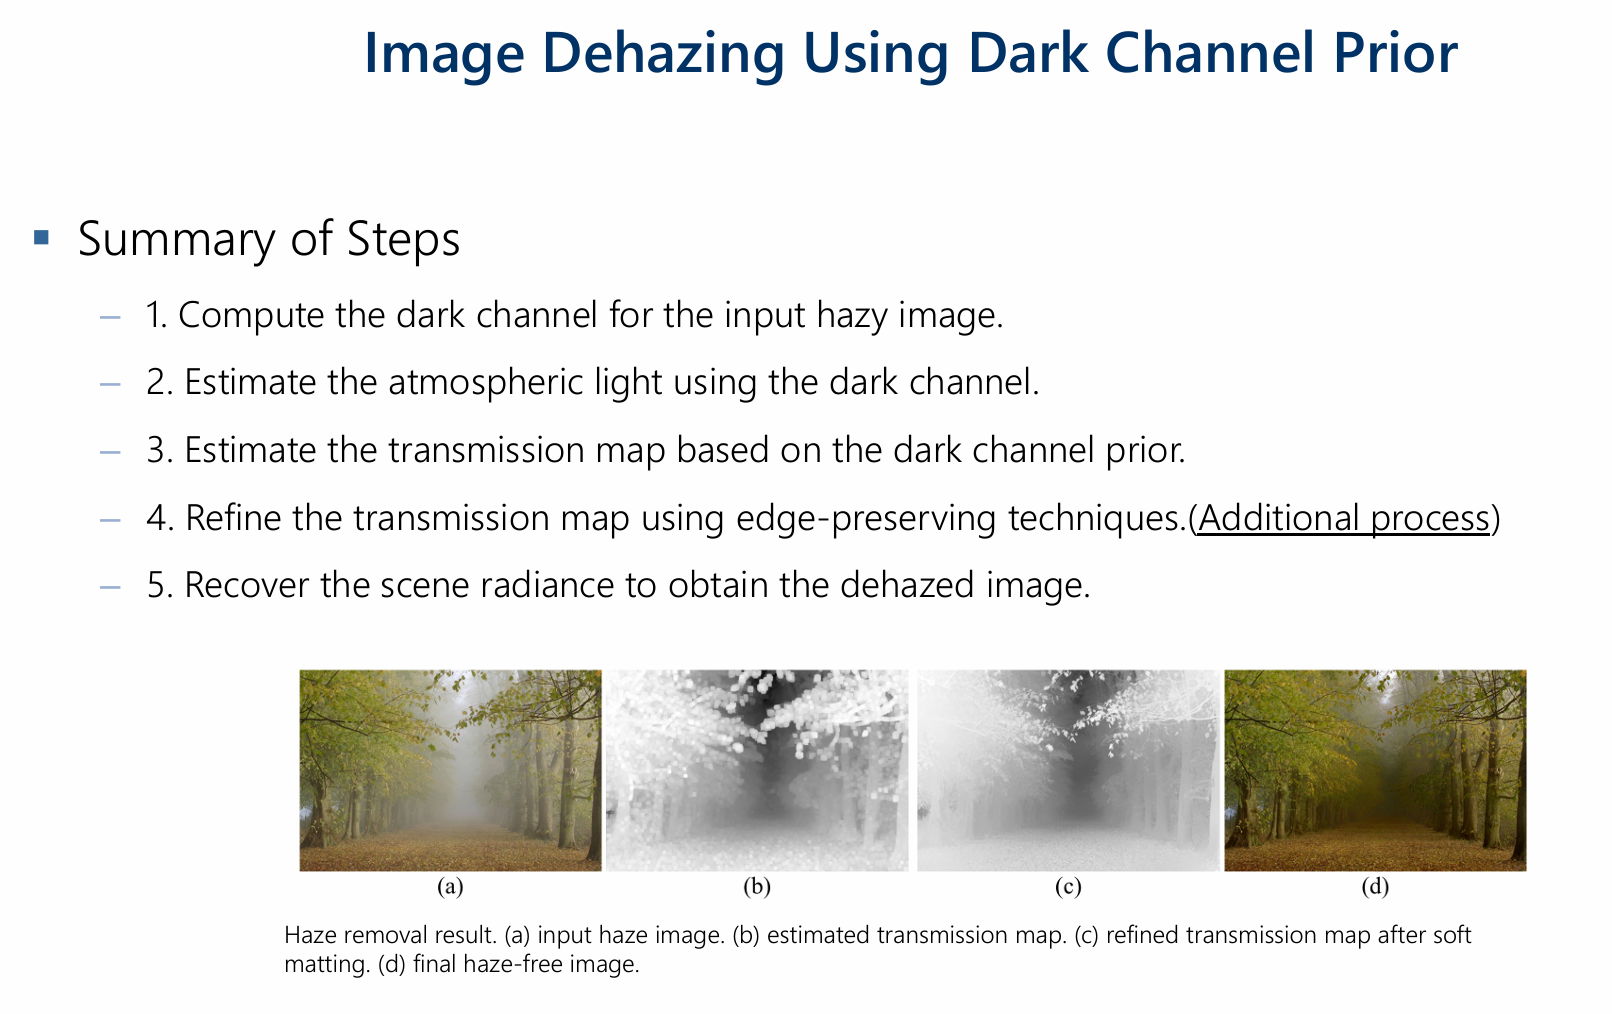 Image Dehazing Using Dark Channel Prior
▪ Summary of Steps
– 1. Compute the dark channel for the input hazy image.
– 2. Estimate the atmospheric light using the dark channel.
– 3. Estimate the transmission map based on the dark channel prior.
– 4. Refine the transmission map using edge-preserving techniques.(Additional process)
– 5. Recover the scene radiance to obtain the dehazed image.
(a) (b) (c) (d)
Haze removal result. (a) input haze image. (b) estimated transmission map. (c) refined transmission map after soft
matting. (d) final haze-free image.